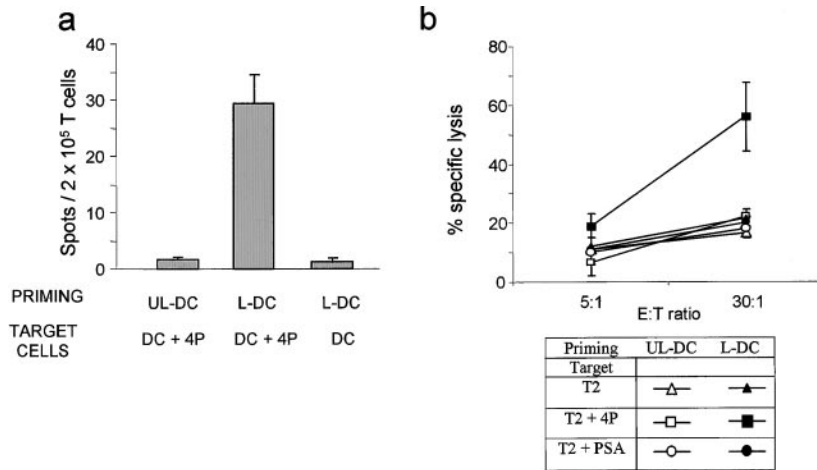 a
40
30
30
10
0
Spots / 2 x 10⁵ T cells
PRIMING UL-DC L-DC L-DC
TARGET CELLS DC + 4P DC + 4P DC
b
80
60
40
20
0
% specific lysis
5:1 30:1
E:T ratio
Priming UL-DC L-DC
Target
T2
T2 + 4P
T2 + PSA